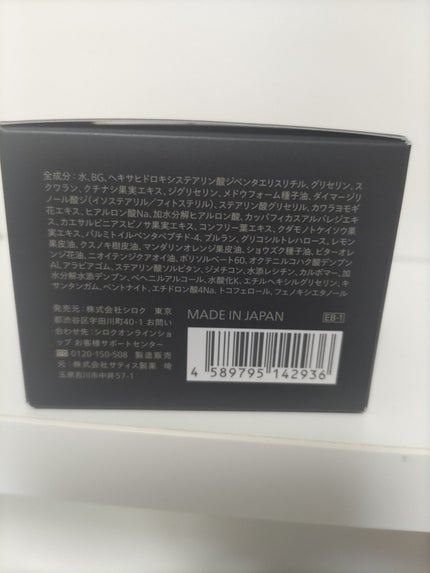 全成分：水、BG、ヘキサヒドロキシステアリン酸ジペンタエリスリチル、グリセリン、ス
クワラン、クチナシ果実エキス、ジグリセリン、メドウフォーム種子油、ダイマージリ
ノール酸ジ(イソステアリル/フィトステリル)、ステアリン酸グリセリル、カワラヨモギ
花エキス、ヒアルロン酸Na、加水分解ヒアルロン酸、カッパフィカスアルバレジエキ
ス、カエサルピニアスピノサ果実エキス、コンフリー葉エキス、クダモノトケイソウ果
実エキス、パルミトイルペンタペプチド-4、プルラン、グリコシルトレハロース、レモン
果皮油、クスノキ樹皮油、マンダリンオレンジ果皮油、ショウズク種子油、ビターオレ
ンジ花油、ニオイテンジクアオイ油、ポリソルベート60、オクテニルコハク酸デンプン
Al、アラビアゴム、ステアリン酸ソルビタン、ジメチコン、水添レシチン、カルボマー、加
水分解水添デンプン、ベヘニルアルコール、水酸化K、エチルヘキシルグリセリン、キ
サンタンガム、ベントナイト、エチドロン酸4Na、トコフェロール、フェノキシエタノール
発売元：株式会社シロク 東京
都渋谷区宇田川町40-1 お問い
合わせ先：シロクオンラインショ
ップ お客様サポートセンター
0120-150-508 製造販売
元：株式会社サティス製薬 埼
玉県吉川市中井57-1
MADE IN JAPAN
EB-1
4 589795 142936